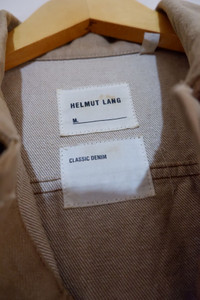 HELMUT LANG
M.
CLASSIC DENIM